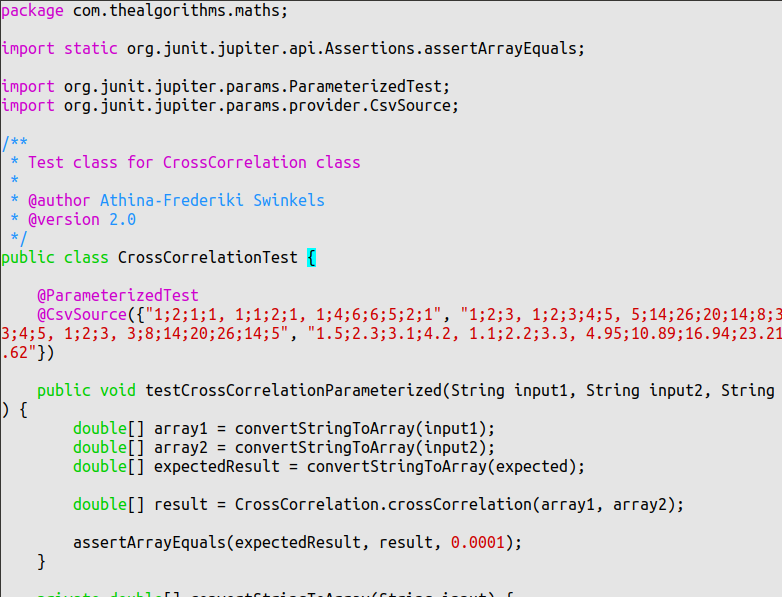 package com.thealgorithms.maths;
import static org.junit.jupiter.api.Assertions.assertArrayEquals;
import org.junit.jupiter.params.ParameterizedTest;
import org.junit.jupiter.params.provider.CsvSource;
/**
 * Test class for CrossCorrelation class
 *
 * @author Athina-Frederiki Swinkels
 * @version 2.0
 */
public class CrossCorrelationTest {
    @ParameterizedTest
    @CsvSource({"1;2;1;1, 1;1;2;1, 1;4;6;6;5;2;1", "1;2;3, 1;2;3;4;5, 5;14;26;20;14;8;3
3;4;5, 1;2;3, 3;8;14;20;26;14;5", "1.5;2.3;3.1;4.2, 1.1;2.2;3.3, 4.95;10.89;16.94;23.21
.62"})
    public void testCrossCorrelationParameterized(String input1, String input2, String
) {
        double[] array1 = convertStringToArray(input1);
        double[] array2 = convertStringToArray(input2);
        double[] expectedResult = convertStringToArray(expected);
        double[] result = CrossCorrelation.crossCorrelation(array1, array2);
        assertArrayEquals(expectedResult, result, 0.0001);
    }
    private double[] convertStringToArray(String input) {